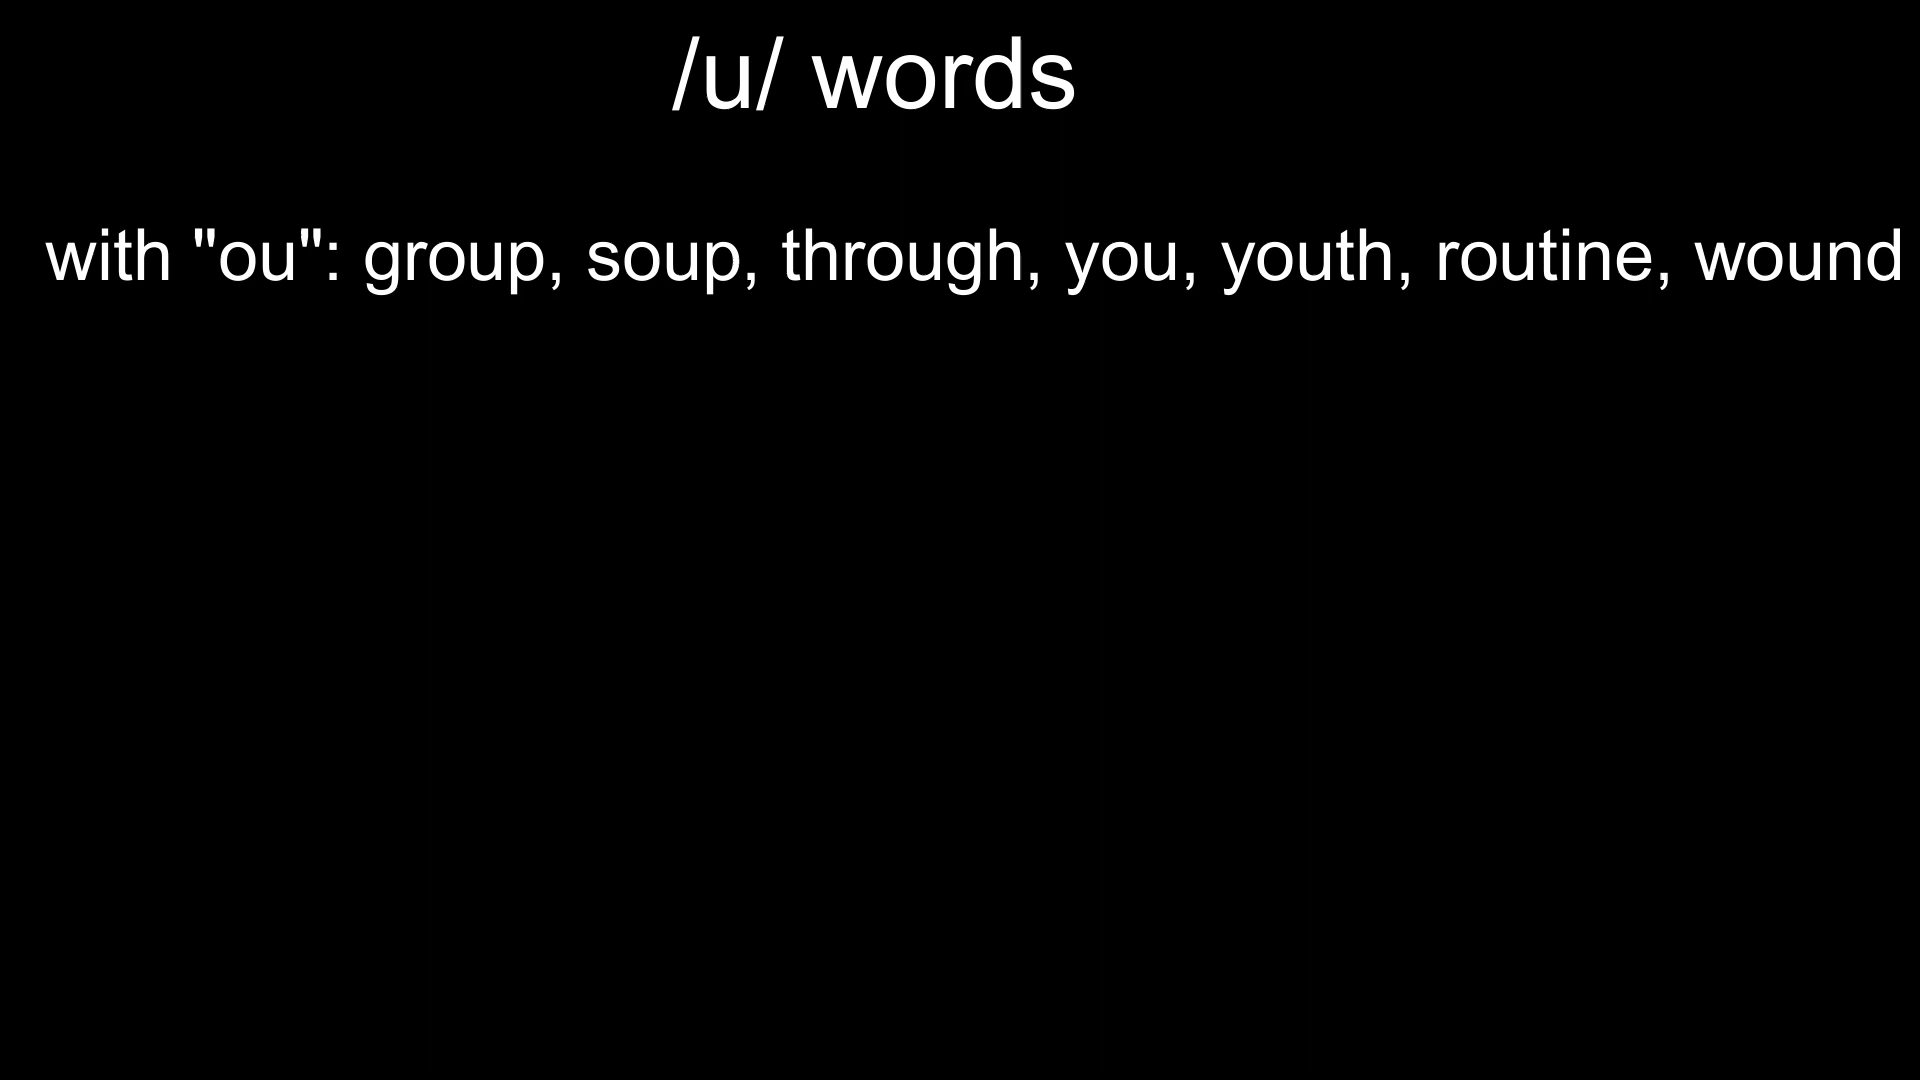 /u/ words
with "ou": group, soup, through, you, youth, routine, wound